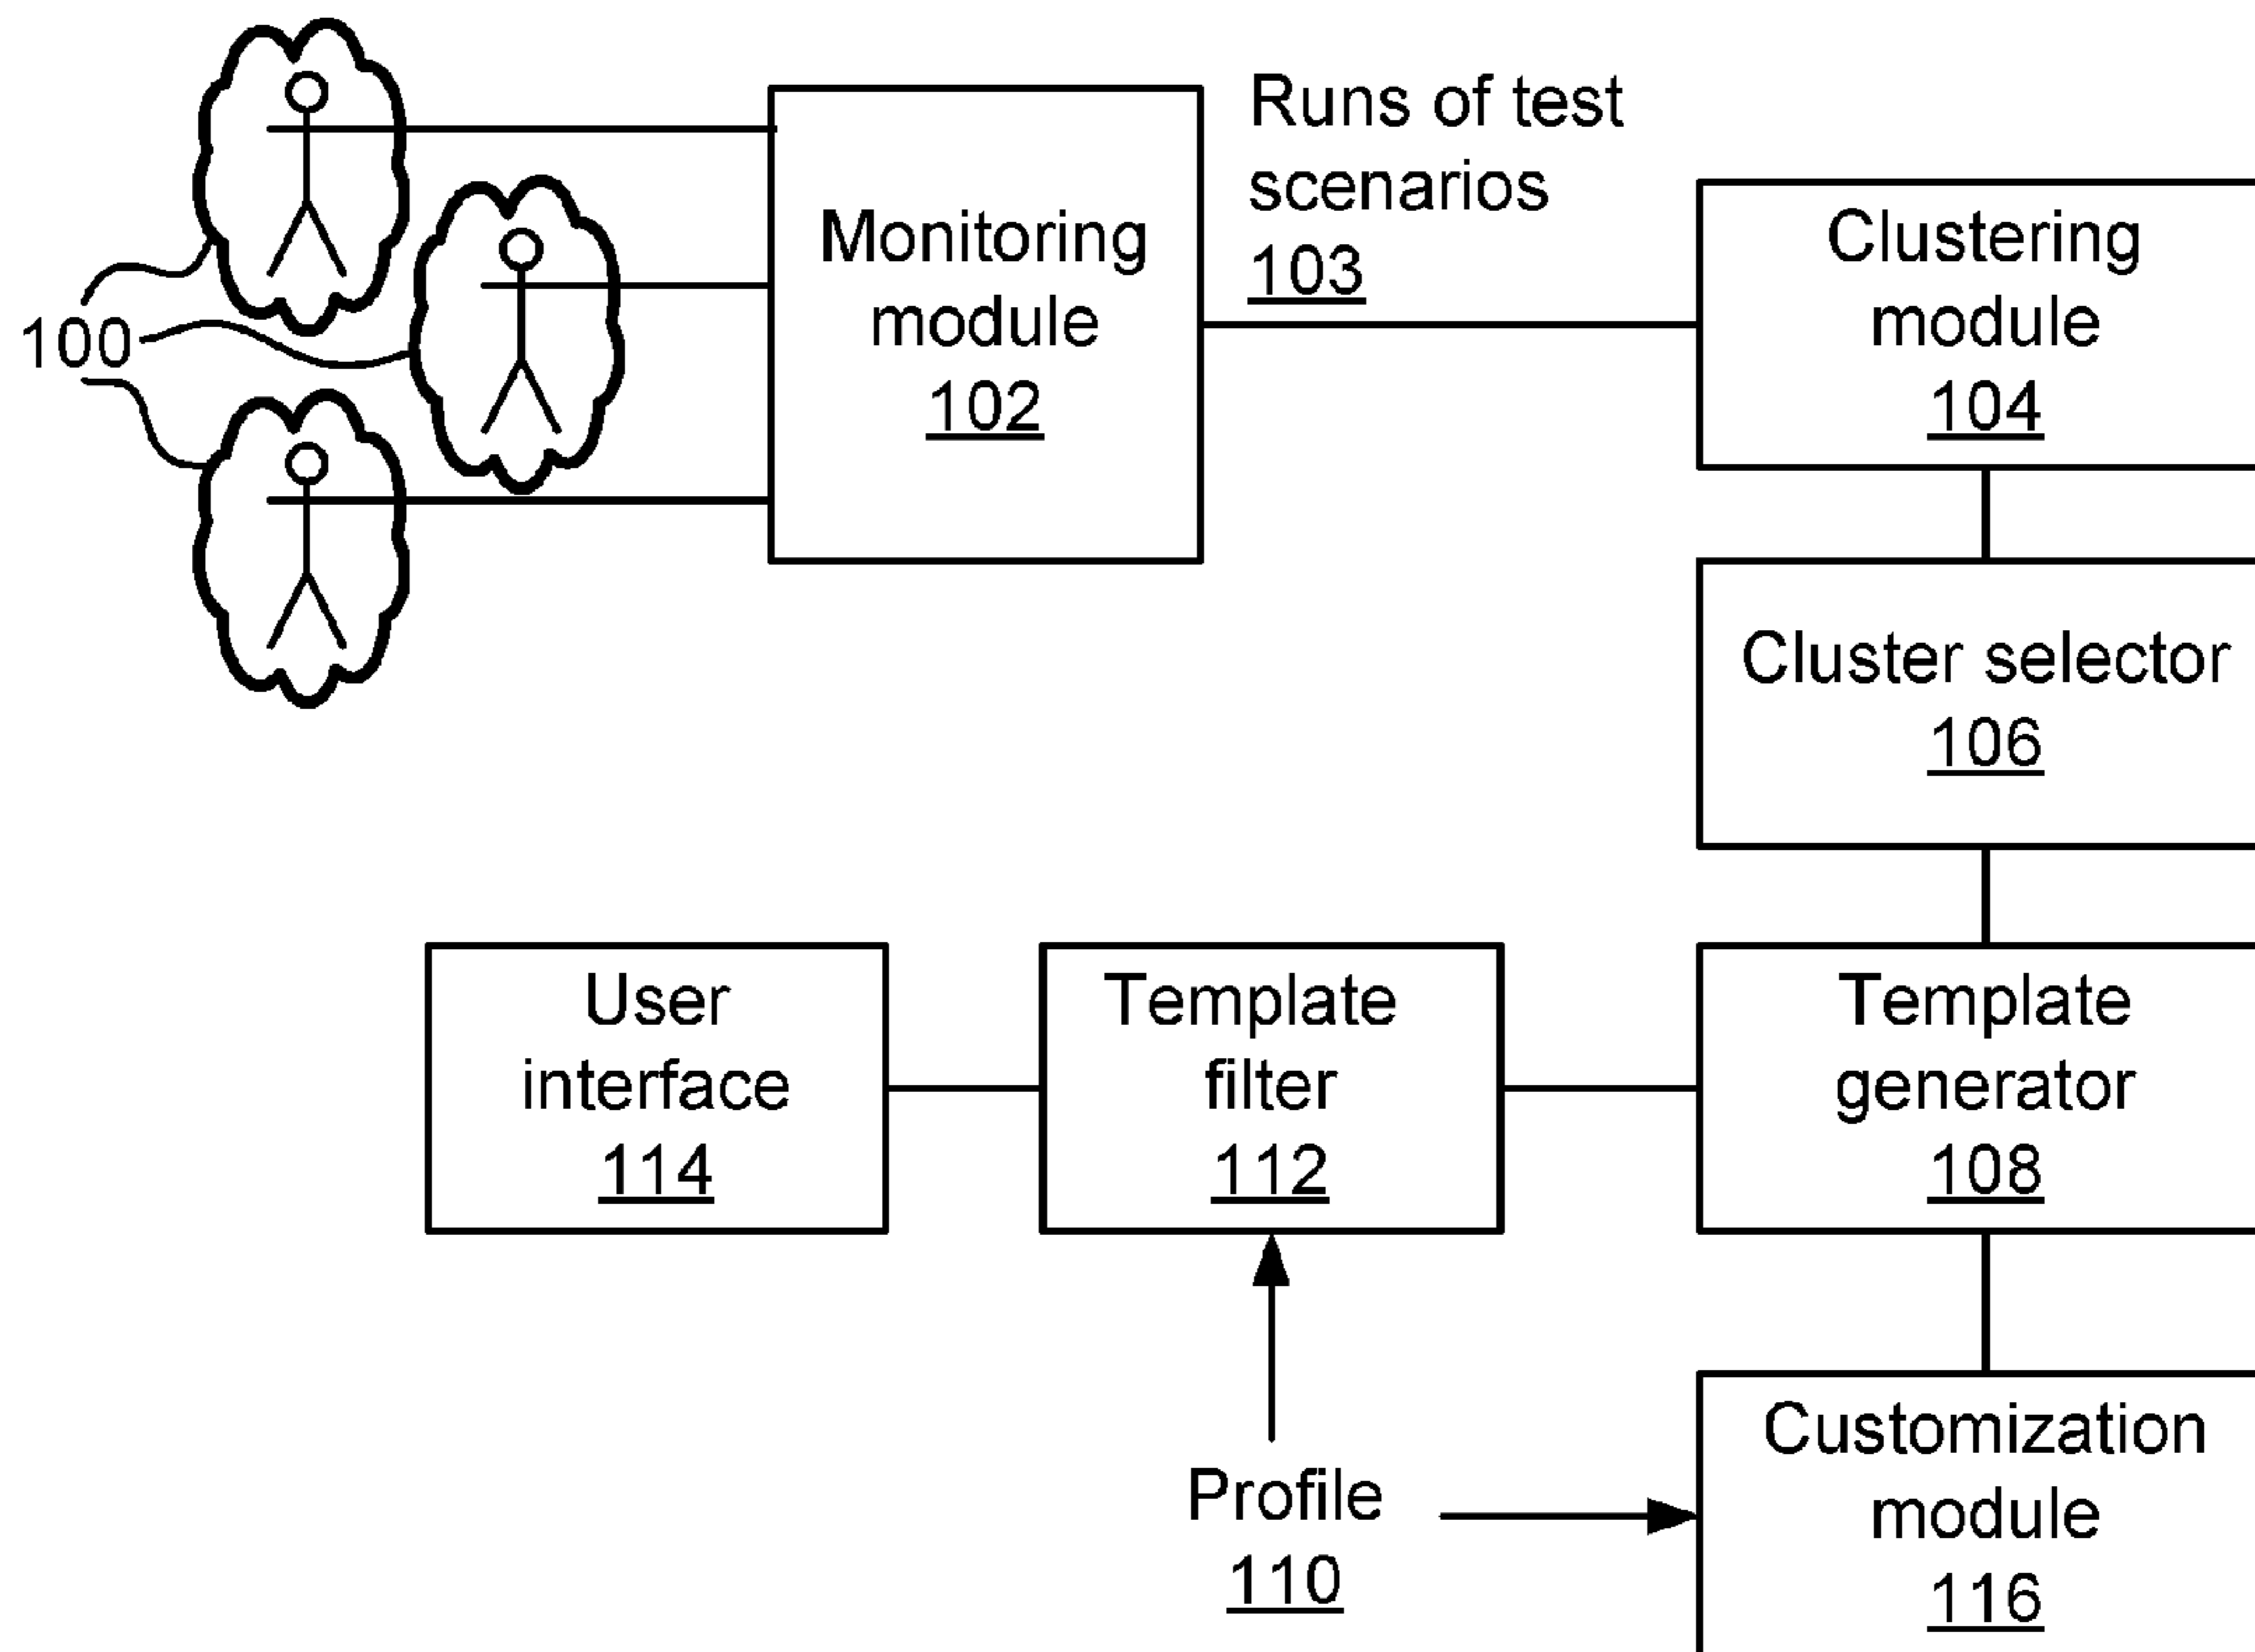 100
Monitoring
module
102
Runs of test
scenarios
103
Clustering
module
104
Cluster selector
106
User
interface
114
Template
filter
112
Template
generator
108
Profile
110
Customization
module
116